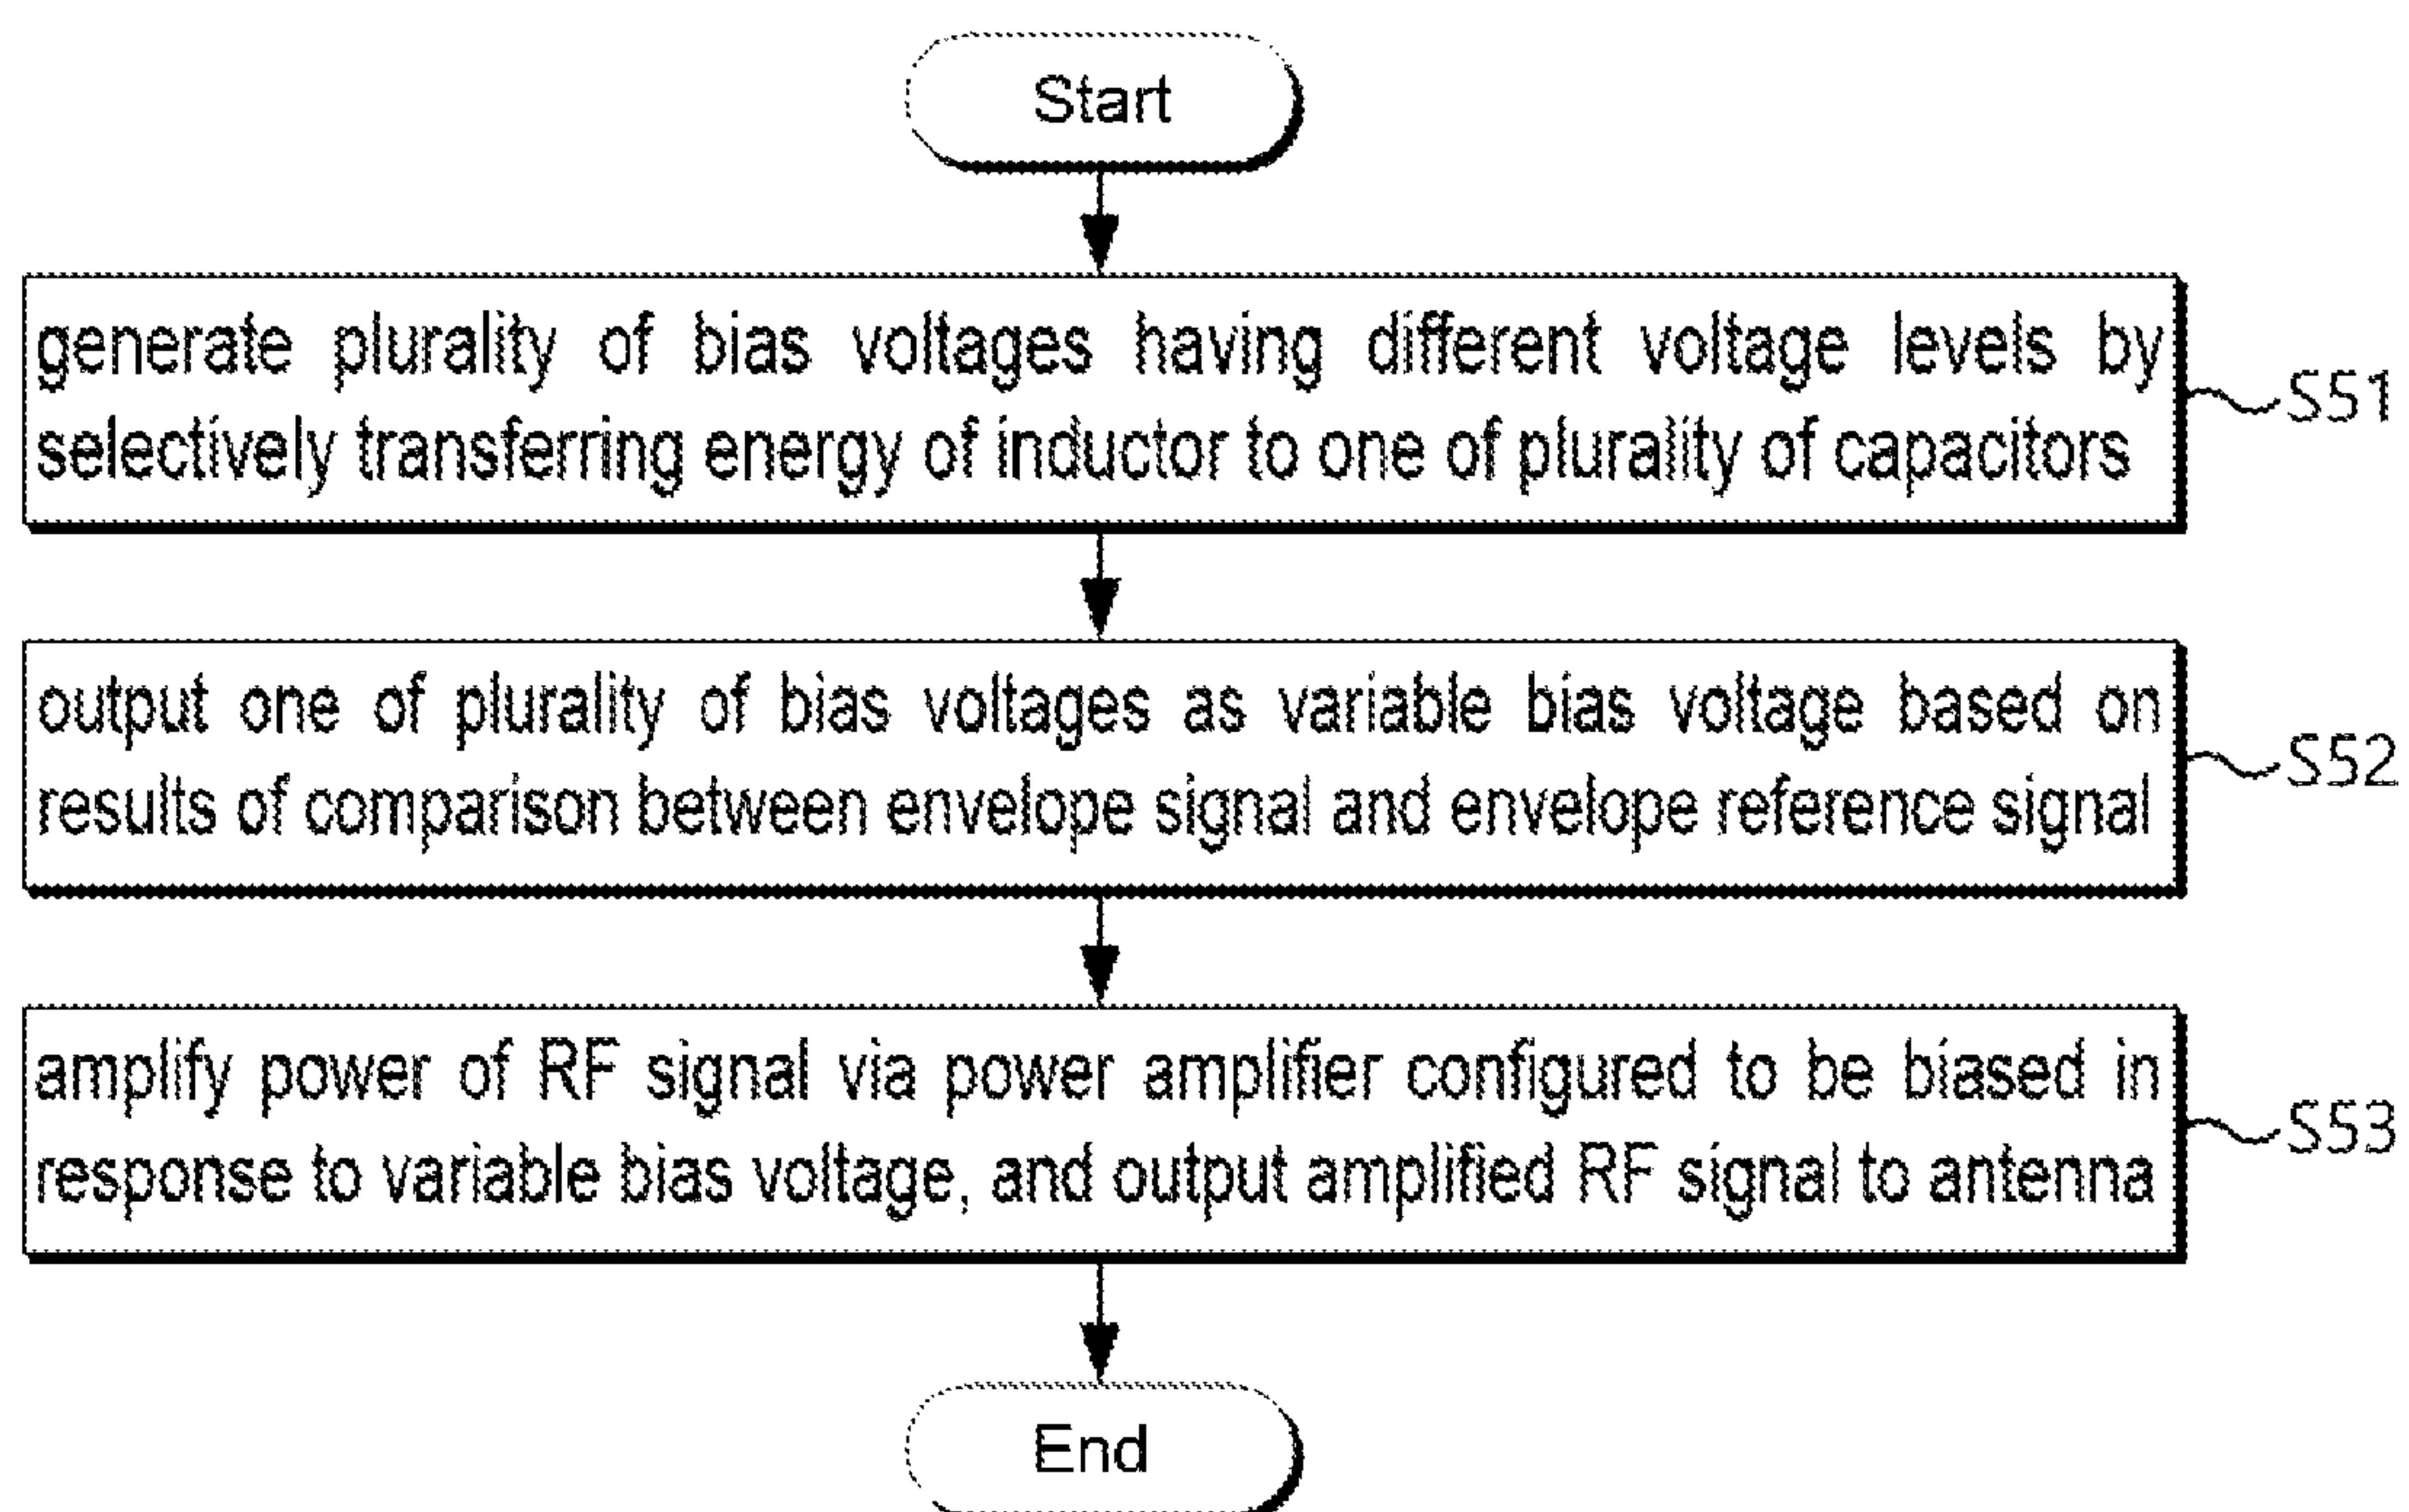 Start
generate plurality of bias voltages having different voltage levels by
selectively transferring energy of inductor to one of plurality of capacitors
S51
output one of plurality of bias voltages as variable bias voltage based on
results of comparison between envelope signal and envelope reference signal
S52
amplify power of RF signal via power amplifier configured to be biased in
response to variable bias voltage, and output amplified RF signal to antenna
S53
End